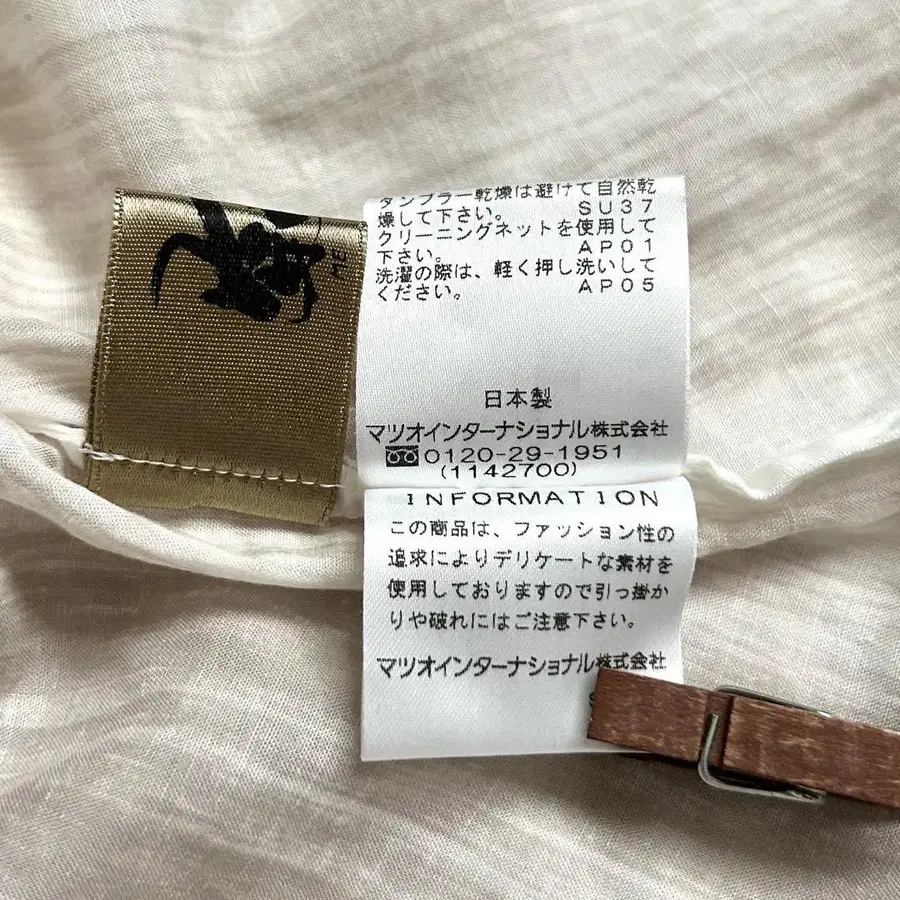 ME
タンブラー乾燥は避けて自然乾
燥して下さい。 SU37
クリーニングネットを使用して
下さい。 AP01
洗濯の際は、軽く押し洗いして
ください。 AP05
日本製
マツオインターナショナル株式会社
0120-29-1951
(1142700)
INFORMATION
この商品は、ファッション性の
追求によりデリケートな素材を
使用しておりますので引っ掛か
りや破れにはご注意下さい。
マツオインターナショナル株式会社